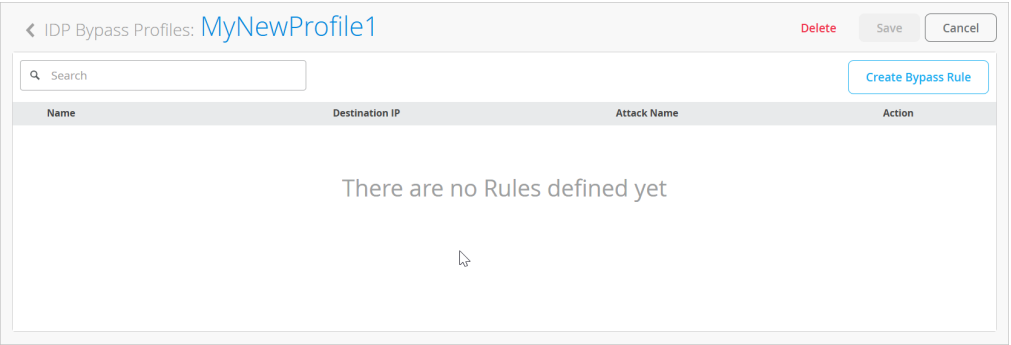 IDP Bypass Profiles: MyNewProfile1
Delete
Save
Cancel
Search
Create Bypass Rule
Name Destination IP Attack Name Action
There are no Rules defined yet